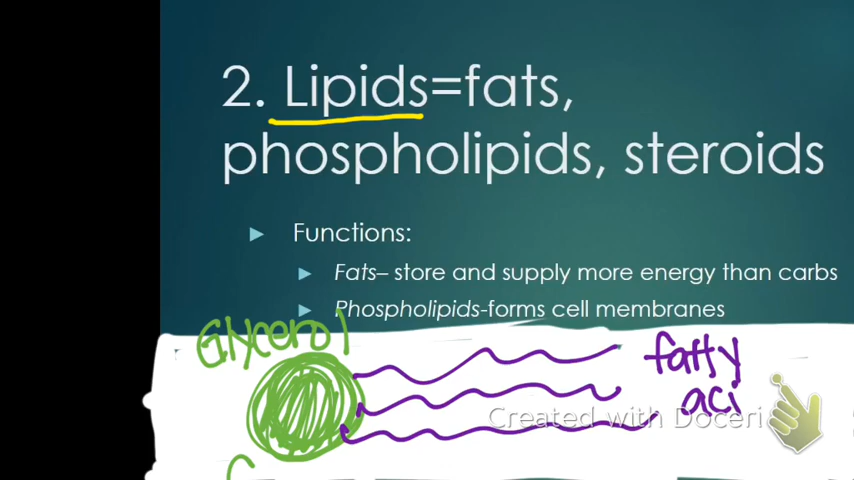 2. Lipids=fats,
phospholipids, steroids
Functions:
Fats– store and supply more energy than carbs
Phospholipids-forms cell membranes
Glycerol
fatty
aci
Created with Doceri